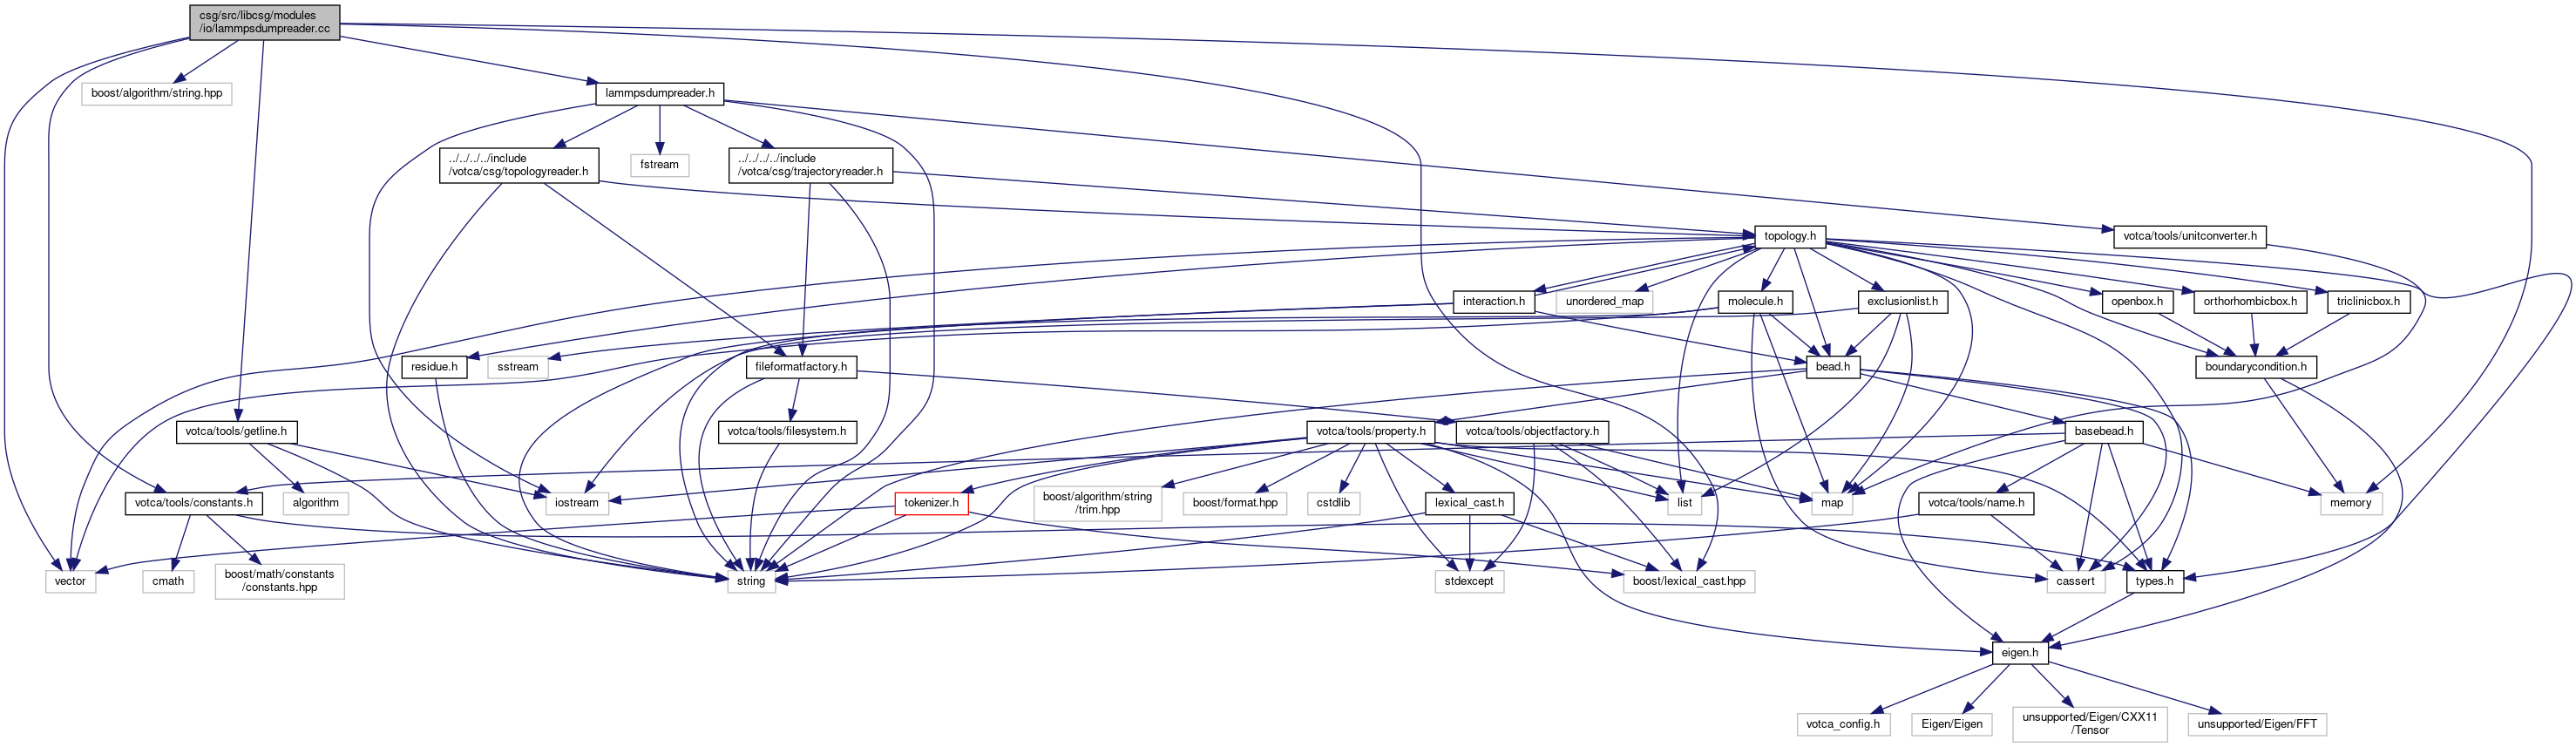 csg/src/libcsg/modules
/io/lammpsdumpreader.cc
boost/algorithm/string.hpp
lammpsdumpreader.h
../../../../include
/votca/csg/topologyreader.h
fstream
../../../../include
/votca/csg/trajectoryreader.h
topology.h
votca/tools/unitconverter.h
interaction.h
unordered_map
molecule.h
exclusionlist.h
openbox.h
orthorhombicbox.h
triclinicbox.h
residue.h
sstream
fileformatfactory.h
bead.h
boundarycondition.h
votca/tools/getline.h
votca/tools/filesystem.h
votca/tools/property.h
votca/tools/objectfactory.h
basebead.h
votca/tools/constants.h
algorithm
iostream
tokenizer.h
boost/algorithm/string
/trim.hpp
boost/format.hpp
cstdlib
lexical_cast.h
list
map
votca/tools/name.h
memory
vector
cmath
boost/math/constants
/constants.hpp
string
stdexcept
boost/lexical_cast.hpp
cassert
types.h
eigen.h
votca_config.h
Eigen/Eigen
unsupported/Eigen/CXX11
/Tensor
unsupported/Eigen/FFT